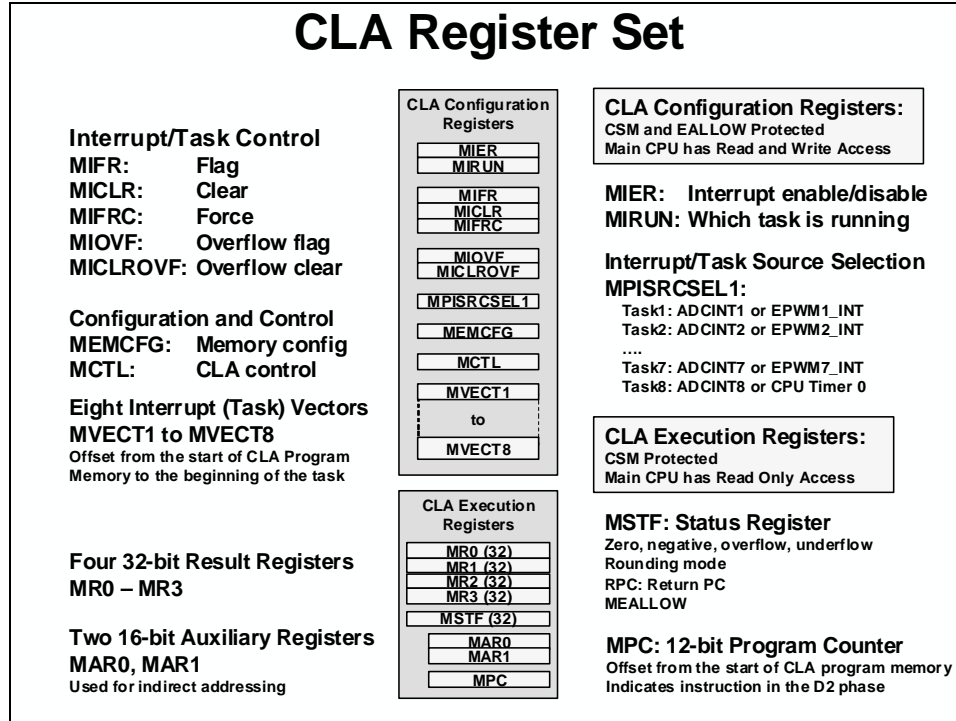 CLA Register Set
Interrupt/Task Control
MIFR: Flag
MICLR: Clear
MIFRC: Force
MIOVF: Overflow flag
MICLROVF: Overflow clear
Configuration and Control
MEMCFG: Memory config
MCTL: CLA control
Eight Interrupt (Task) Vectors
MVECT1 to MVECT8
Offset from the start of CLA Program
Memory to the beginning of the task
Four 32-bit Result Registers
MR0 – MR3
Two 16-bit Auxiliary Registers
MAR0, MAR1
Used for indirect addressing
CLA Configuration
Registers
MIER
MIRUN
MIFR
MICLR
MIFRC
MIOVF
MICLROVF
MPISRCSEL1
MEMCFG
MCTL
MVECT1
to
MVECT8
CLA Execution
Registers
MR0 (32)
MR1 (32)
MR2 (32)
MR3 (32)
MSTF (32)
MAR0
MAR1
MPC
CLA Configuration Registers:
CSM and EALLOW Protected
Main CPU has Read and Write Access
MIER: Interrupt enable/disable
MIRUN: Which task is running
Interrupt/Task Source Selection
MPISRCSEL1:
Task1: ADCINT1 or EPWM1_INT
Task2: ADCINT2 or EPWM2_INT
....
Task7: ADCINT7 or EPWM7_INT
Task8: ADCINT8 or CPU Timer 0
CLA Execution Registers:
CSM Protected
Main CPU has Read Only Access
MSTF: Status Register
Zero, negative, overflow, underflow
Rounding mode
RPC: Return PC
MEALLOW
MPC: 12-bit Program Counter
Offset from the start of CLA program memory
Indicates instruction in the D2 phase